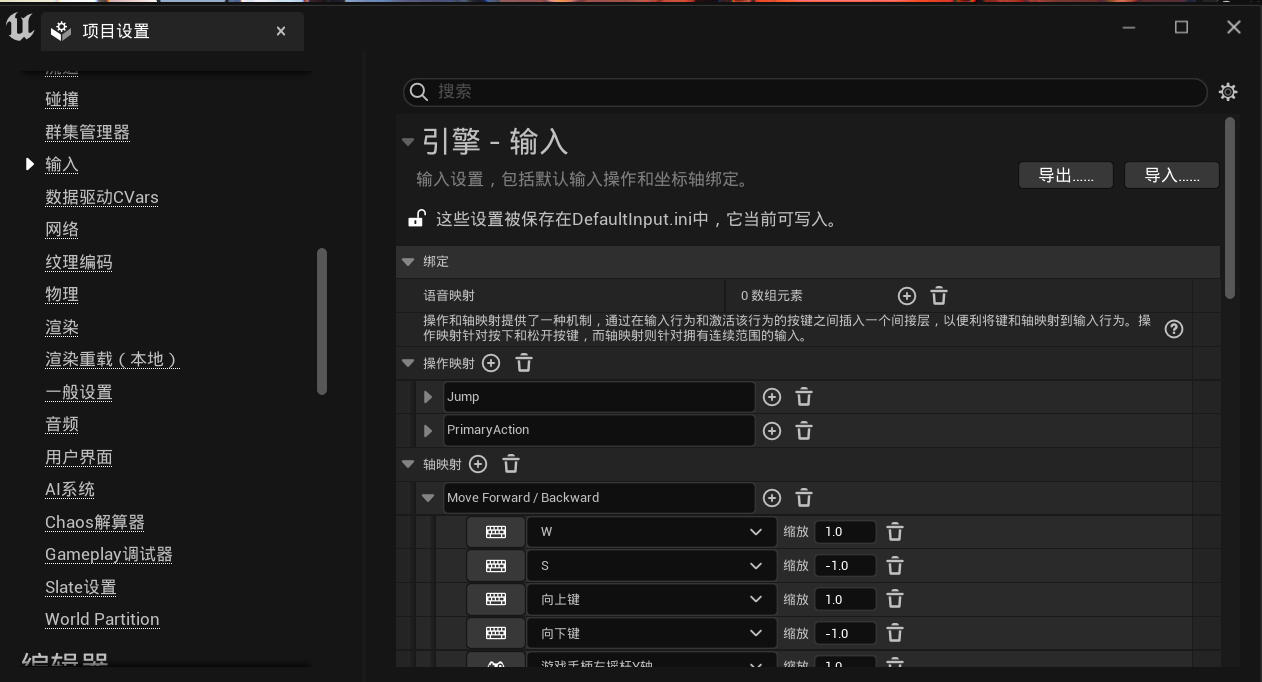 项目设置
碰撞
群集管理器
输入
数据驱动CVars
网络
纹理编码
物理
渲染
渲染重载（本地）
一般设置
音频
用户界面
AI系统
Chaos解算器
Gameplay调试器
Slate设置
World Partition
编辑器
搜索
引擎 - 输入
输入设置，包括默认输入操作和坐标轴绑定。
导出......
导入......
这些设置被保存在DefaultInput.ini中，它当前可写入。
绑定
语音映射
0 数组元素
操作和轴映射提供了一种机制，通过在输入行为和激活该行为的按键之间插入一个间接层，以便利将键和轴映射到输入行为。操
作映射针对按下和松开按键，而轴映射则针对拥有连续范围的输入。
操作映射
Jump
PrimaryAction
轴映射
Move Forward / Backward
W 缩放 1.0
S 缩放 -1.0
向上键 缩放 1.0
向下键 缩放 -1.0
游戏手柄左摇杆Y轴 缩放 1.0